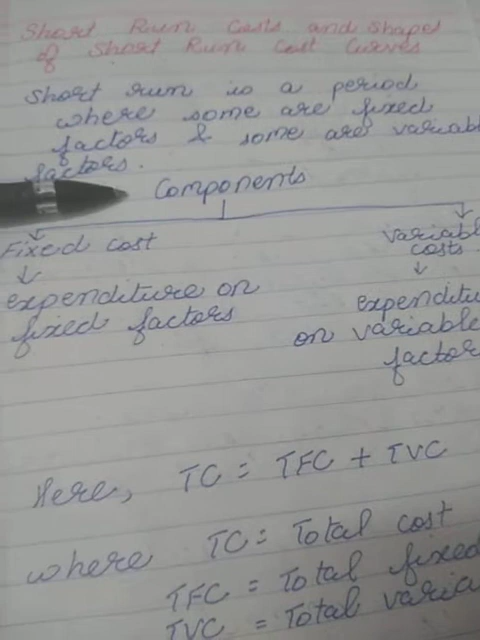 Short Run Costs and Shapes
of Short Run Cost Curves
Short run is a period
where some are fixed
factors & some are variabl
factors.
Components
Fixed cost
variable
costs
↓
↓
expenditure on
fixed factors
expenditu
on variable
factor
Here, TC = TFC + TVC
where TC = Total cost
TFC = Total fixed
TVC = Total varia